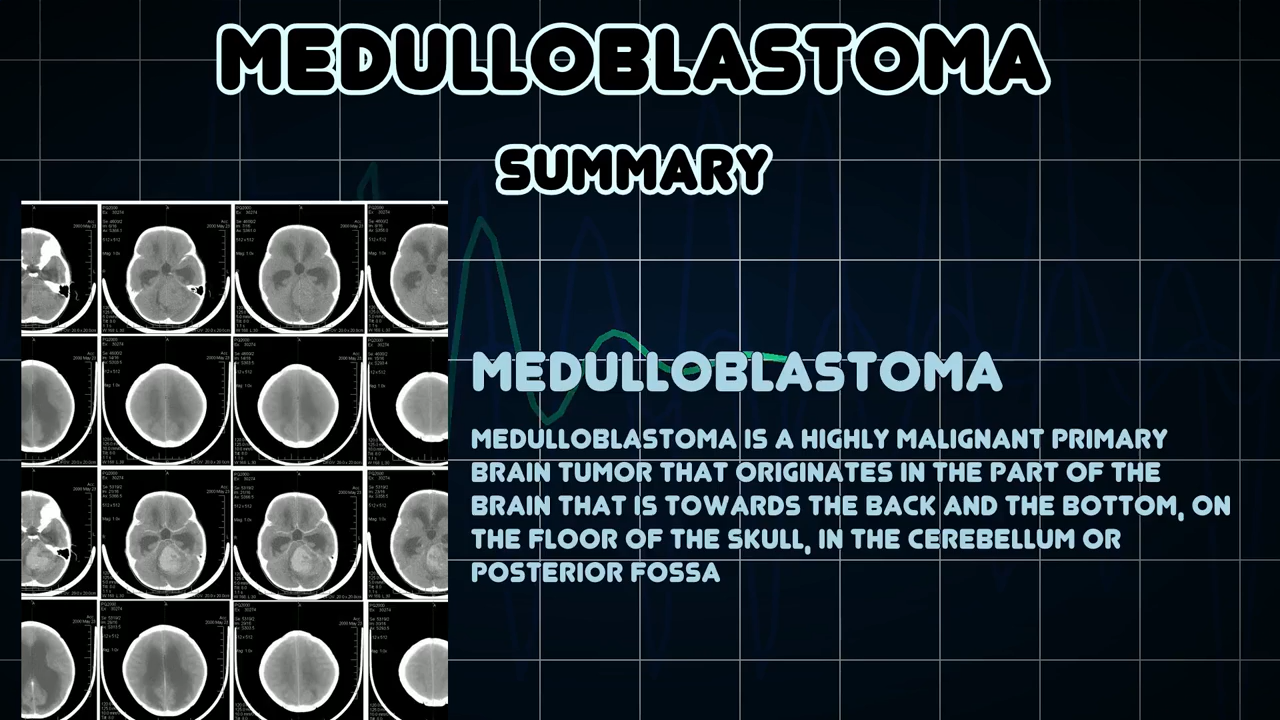 MEDULLOBLASTOMA
SUMMARY
MEDULLOBLASTOMA
MEDULLOBLASTOMA IS A HIGHLY MALIGNANT PRIMARY
BRAIN TUMOR THAT ORIGINATES IN THE PART OF THE
BRAIN THAT IS TOWARDS THE BACK AND THE BOTTOM, ON
THE FLOOR OF THE SKULL, IN THE CEREBELLUM OR
POSTERIOR FOSSA